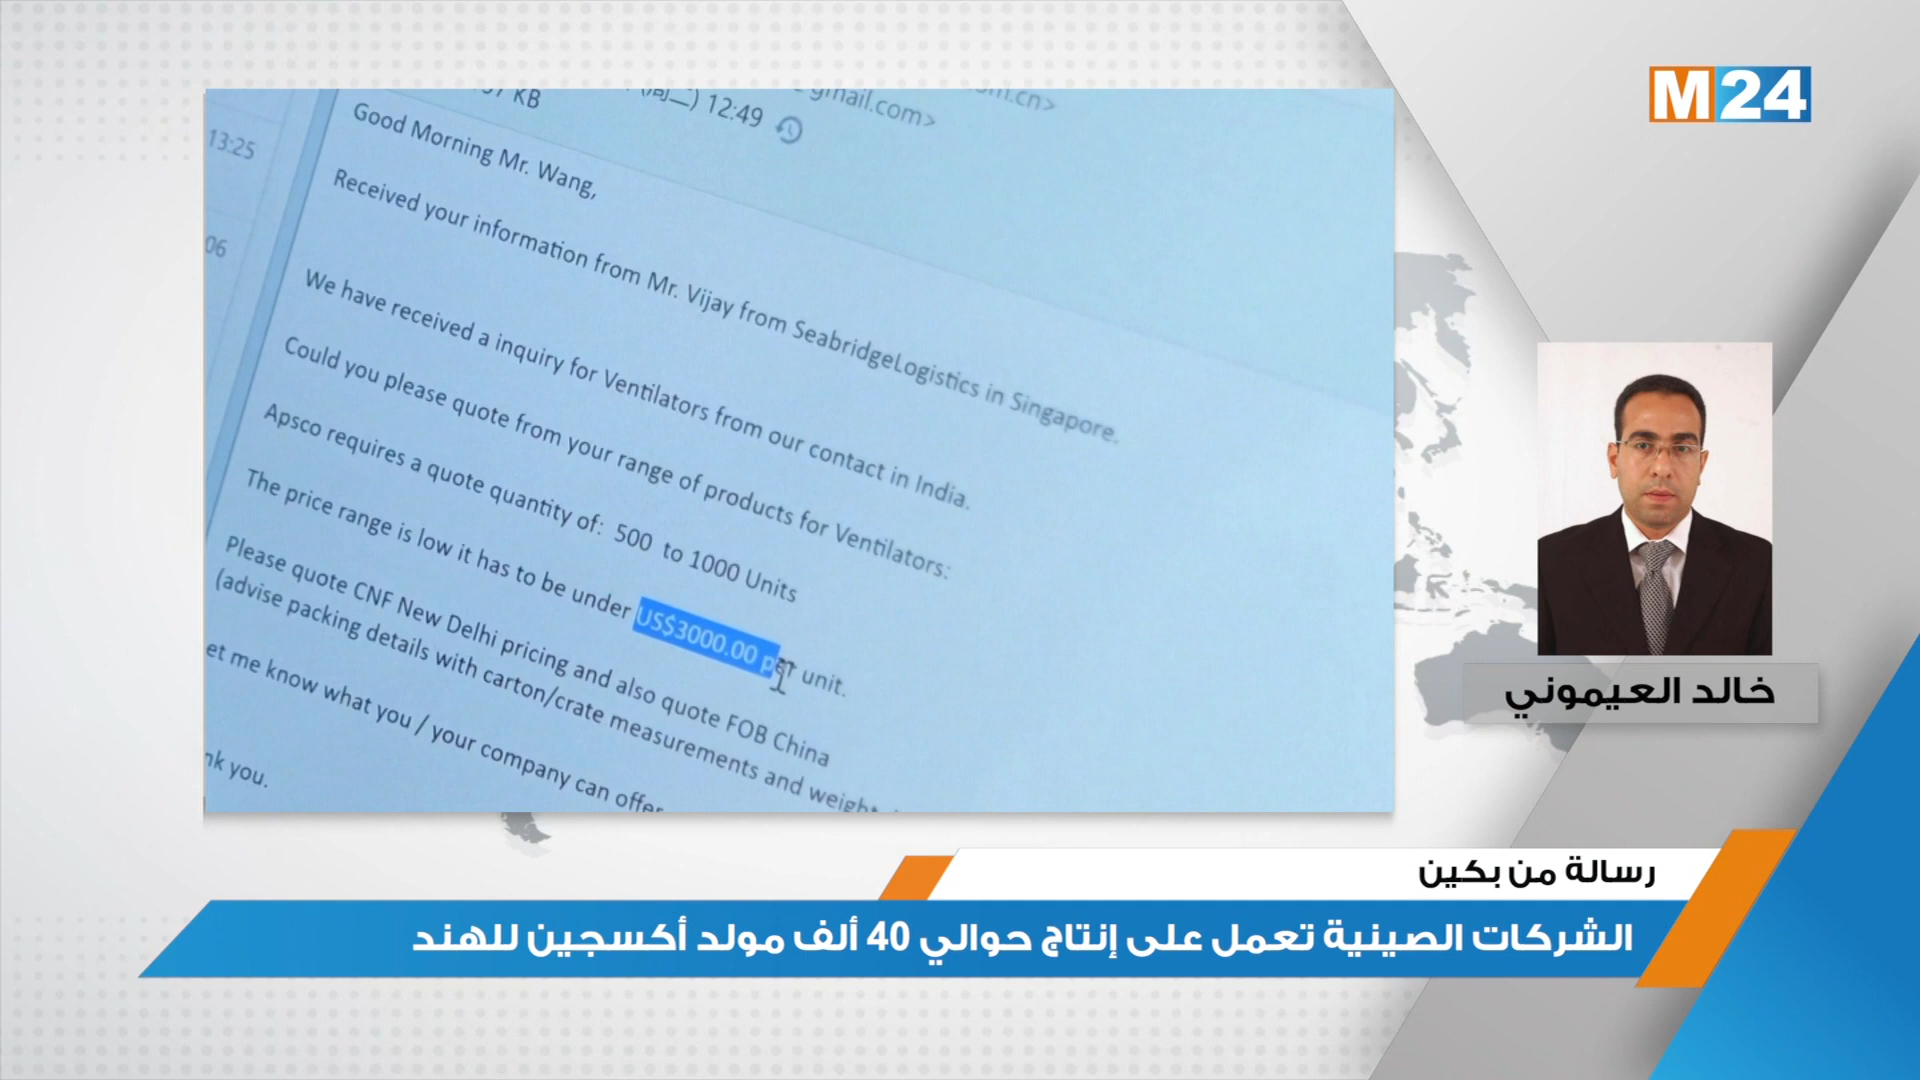 M24
KB
12:49
gmail.com>
13:25
06
Good Morning Mr. Wang,
Received your information from Mr. Vijay from SeabridgeLogistics in Singapore.
We have received a inquiry for Ventilators from our contact in India.
Could you please quote from your range of products for Ventilators:
Apsco requires a quote quantity of: 500 to 1000 Units
The price range is low it has to be under US$3000.00 per unit.
Please quote CNF New Delhi pricing and also quote FOB China
(advise packing details with carton/crate measurements and
et me know what you / your company can offer
nk you.
خالد العيموني
رسالة من بكين
الشركات الصينية تعمل على إنتاج حوالي 40 ألف مولد أكسجين للهند